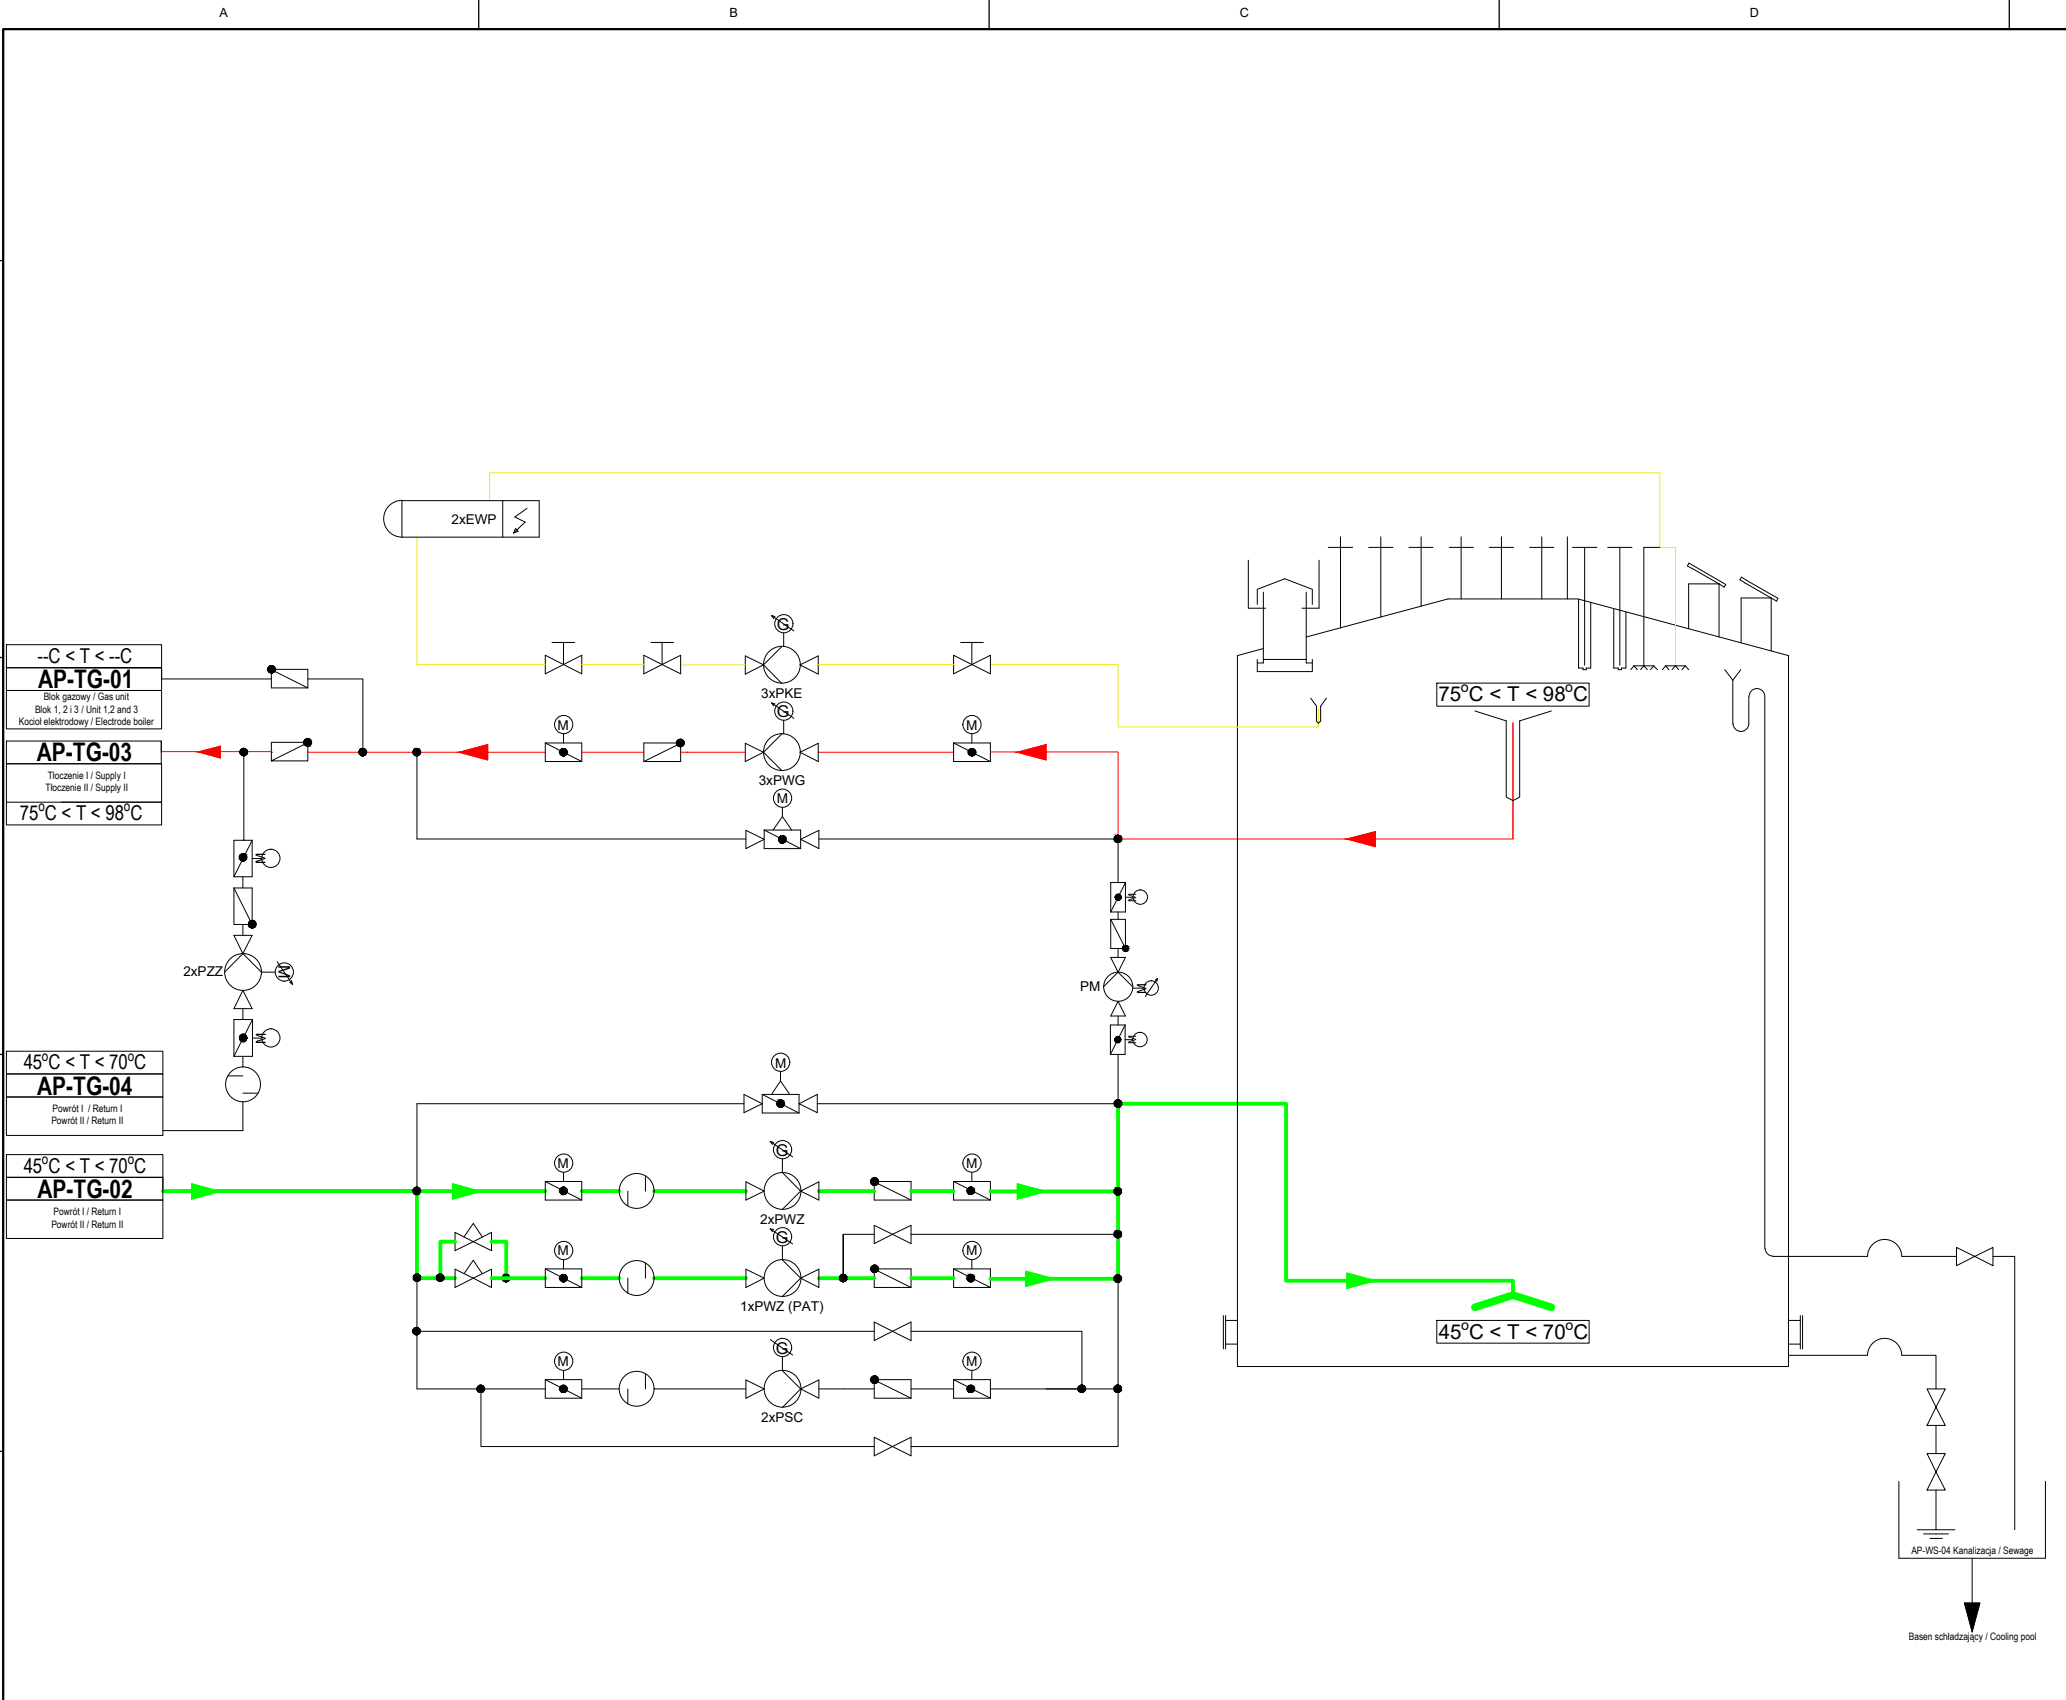 A
B
C
D
2xEWP
G
3xPKE
--C < T < --C
AP-TG-01
Blok gazowy / Gas unit
Blok 1, 2 i 3 / Unit 1,2 and 3
Kocioł elektrodowy / Electrode boiler
75°C < T < 98°C
M
G
M
AP-TG-03
Tłoczenie I / Supply I
Tłoczenie II / Supply II
75°C < T < 98°C
3xPWG
M
M
M
2xPZZ
M
PM
M
M
M
45°C < T < 70°C
AP-TG-04
Powrót I / Return I
Powrót II / Return II
M
45°C < T < 70°C
AP-TG-02
Powrót I / Return I
Powrót II / Return II
M
G
M
2xPWZ
M
G
M
1xPWZ (PAT)
45°C < T < 70°C
M
G
M
2xPSC
AP-WS-04 Kanalizacja / Sewage
Basen schładzający / Cooling pool